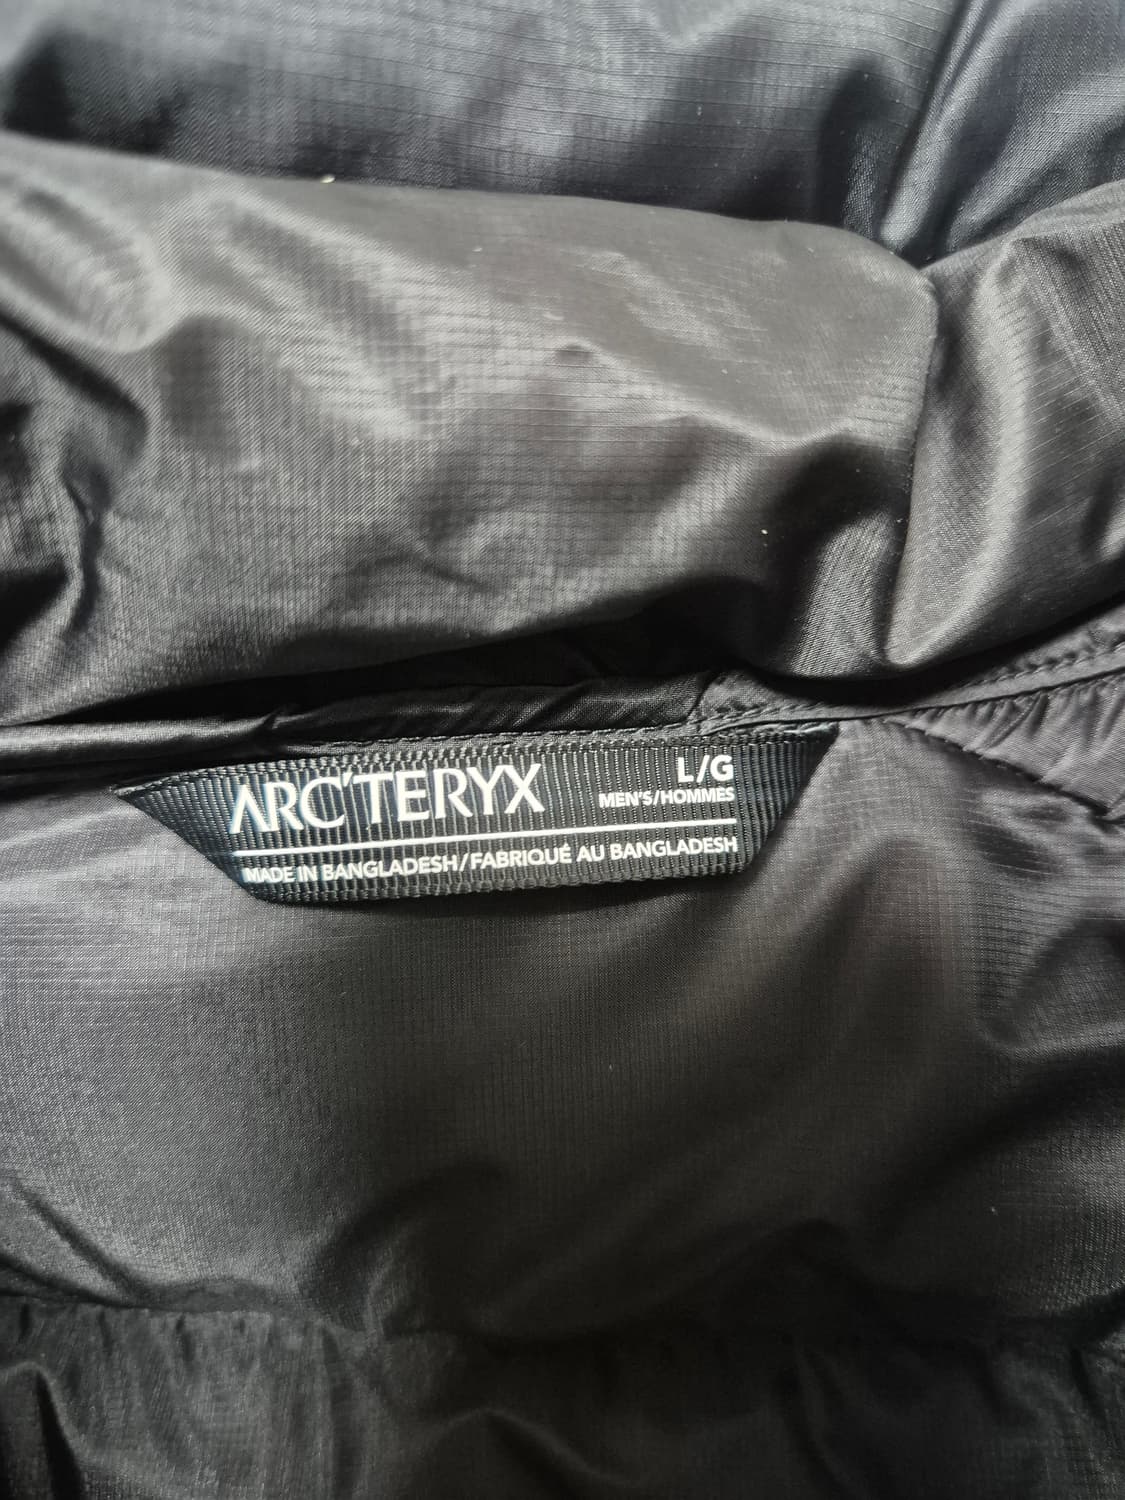 ARC'TERYX
L/G
MEN'S/HOMMES
MADE IN BANGLADESH/FABRIQUÉ AU BANGLADESH